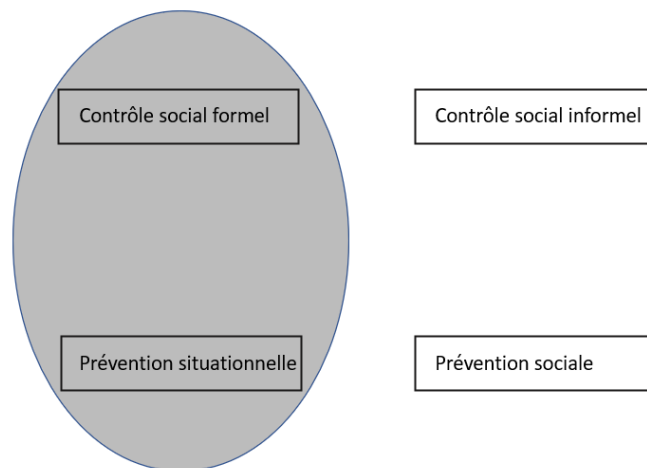 Contrôle social formel
Contrôle social informel
Prévention situationnelle
Prévention sociale